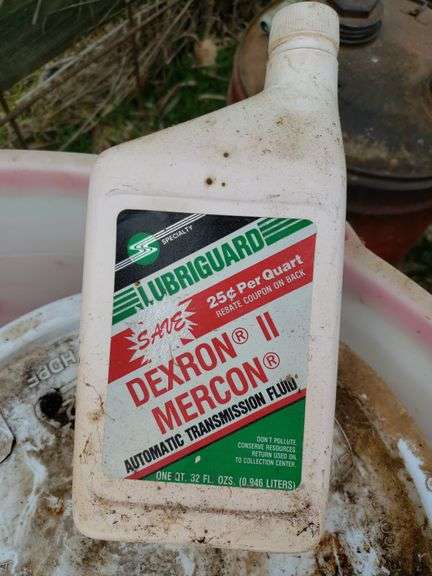 SPECIALTY
LUBRIGUARD
SAVE
25¢ Per Quart
REBATE COUPON ON BACK
DEXRON® II
MERCON®
AUTOMATIC TRANSMISSION FLUID
DON'T POLLUTE.
CONSERVE RESOURCES.
RETURN USED OIL
TO COLLECTION CENTER.
ONE QT. 32 FL. OZS. (0.946 LITERS)